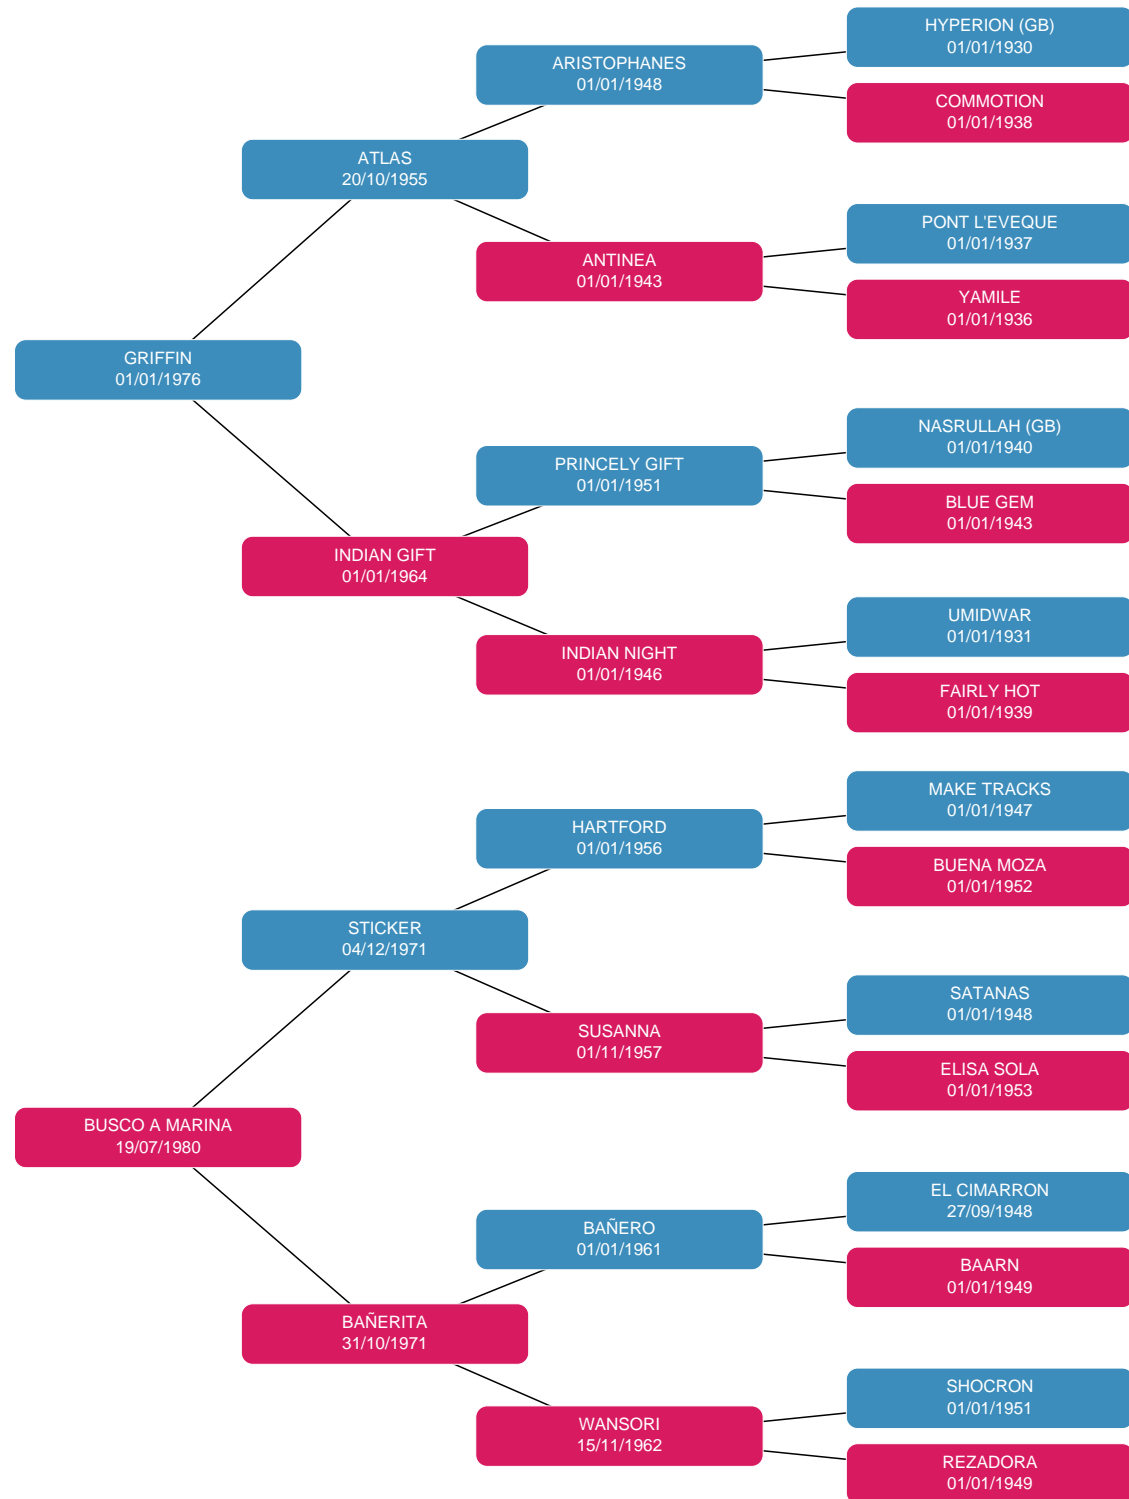 HYPERION (GB)
01/01/1930
ARISTOPHANES
01/01/1948
COMMOTION
01/01/1938
ATLAS
20/10/1955
PONT L'EVEQUE
01/01/1937
ANTINEA
01/01/1943
YAMILE
01/01/1936
GRIFFIN
01/01/1976
NASRULLAH (GB)
01/01/1940
PRINCELY GIFT
01/01/1951
BLUE GEM
01/01/1943
INDIAN GIFT
01/01/1964
UMIDWAR
01/01/1931
INDIAN NIGHT
01/01/1946
FAIRLY HOT
01/01/1939
MAKE TRACKS
01/01/1947
HARTFORD
01/01/1956
BUENA MOZA
01/01/1952
STICKER
04/12/1971
SATANAS
01/01/1948
SUSANNA
01/11/1957
ELISA SOLA
01/01/1953
BUSCO A MARINA
19/07/1980
EL CIMARRON
27/09/1948
BAÑERO
01/01/1961
BAARN
01/01/1949
BAÑERITA
31/10/1971
SHOCRON
01/01/1951
WANSORI
15/11/1962
REZADORA
01/01/1949